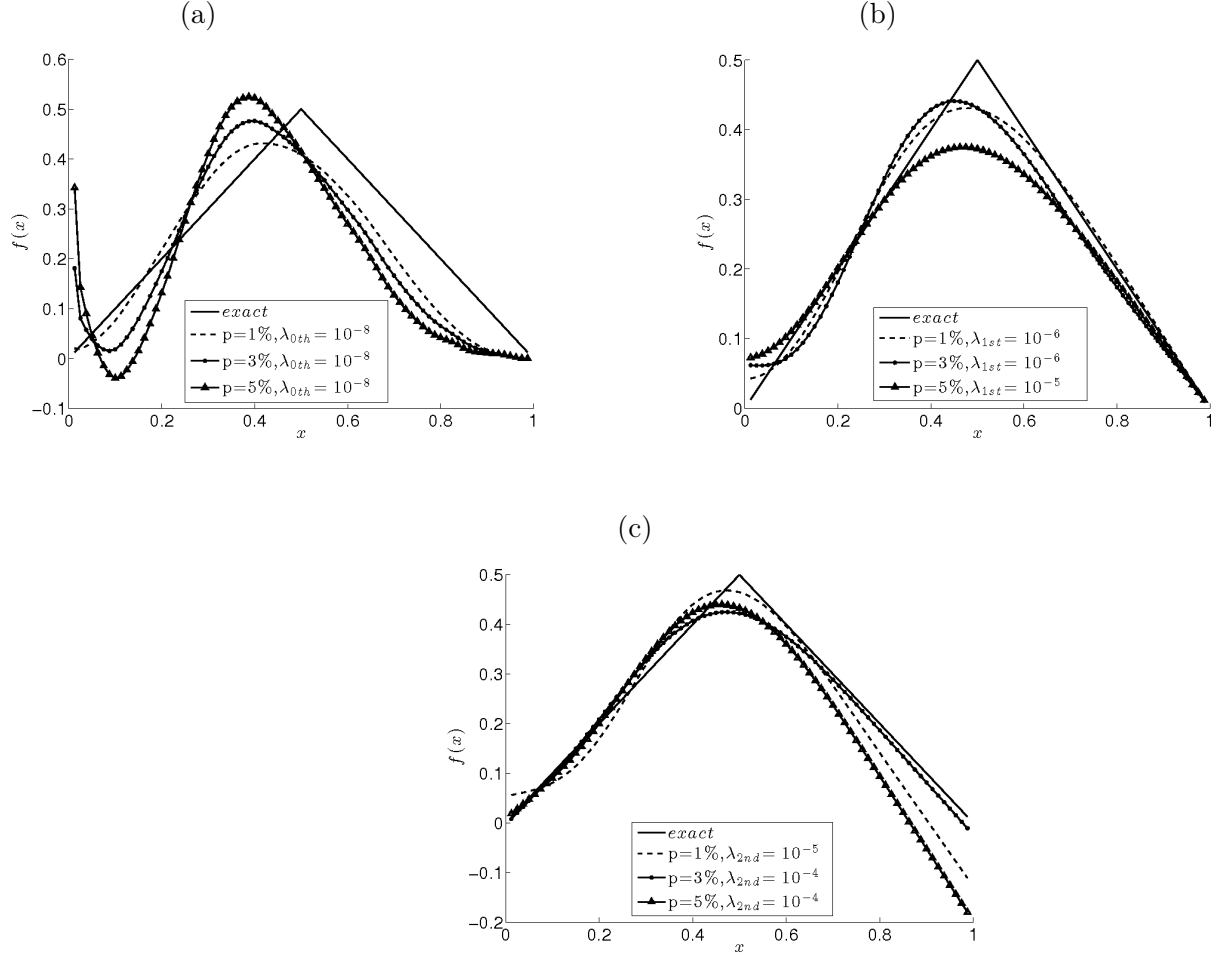 (a)
0.6
0.5
0.4
0.3
0.2
0.1
0
−0.1
f(x)
0 0.2 0.4 0.6 0.8 1
x
exact
p=1%,λ0th = 10−8
p=3%,λ0th = 10−8
p=5%,λ0th = 10−8
(b)
0.5
0.4
0.3
0.2
0.1
0
f(x)
0 0.2 0.4 0.6 0.8 1
x
exact
p=1%,λ1st = 10−6
p=3%,λ1st = 10−6
p=5%,λ1st = 10−5
(c)
0.5
0.4
0.3
0.2
0.1
0
−0.1
−0.2
f(x)
0 0.2 0.4 0.6 0.8 1
x
exact
p=1%,λ2nd = 10−5
p=3%,λ2nd = 10−4
p=5%,λ2nd = 10−4